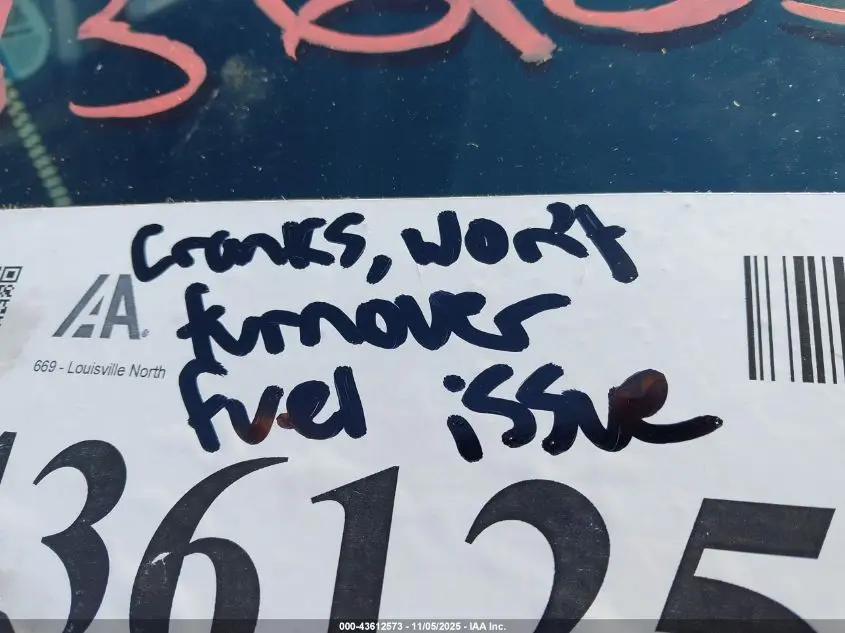 Cranks, won't
turnover
fuel issue
IAA
669 - Louisville North
36125
000-43612573 - 11/05/2025 - IAA Inc.